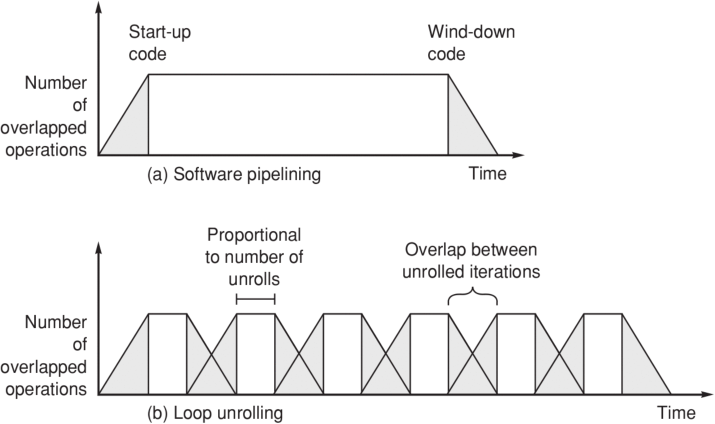 Start-up
code
Wind-down
code
Number
of
overlapped
operations
(a) Software pipelining
Time
Proportional
to number of
unrolls
Overlap between
unrolled iterations
Number
of
overlapped
operations
(b) Loop unrolling
Time